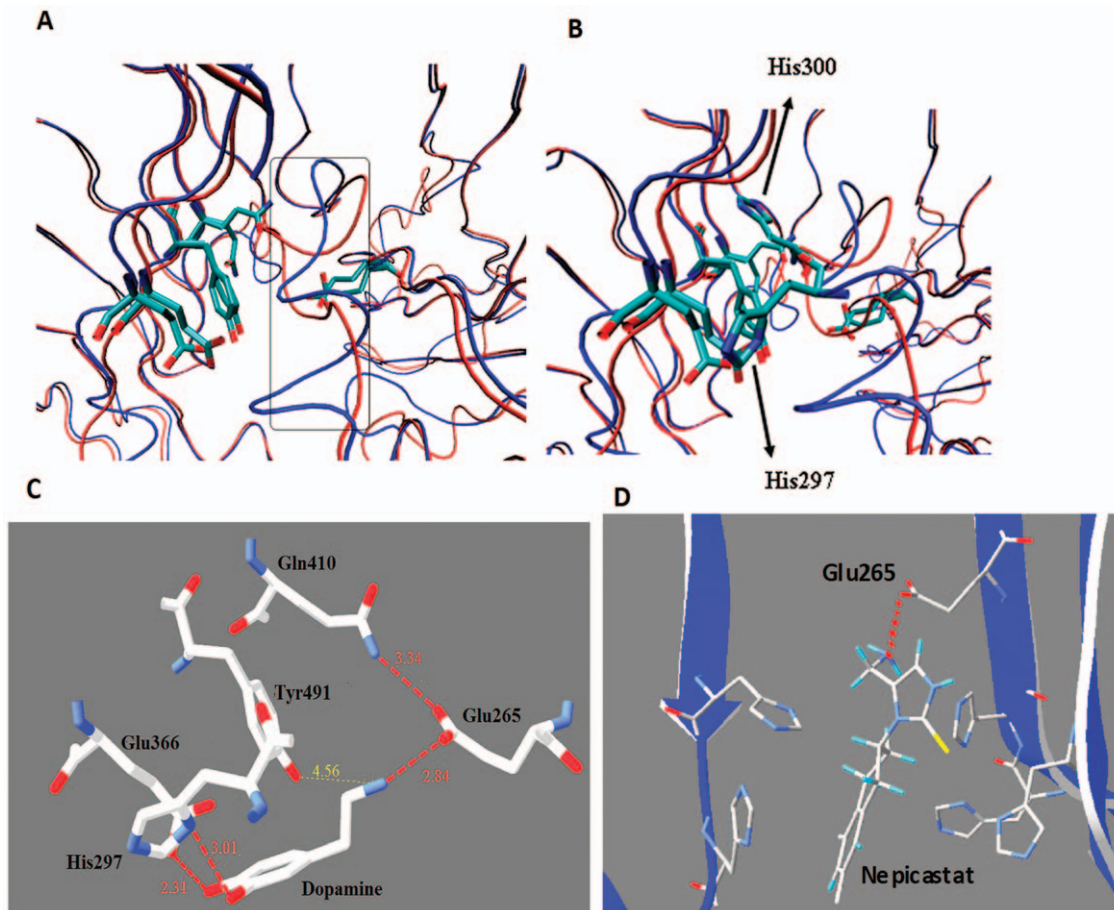 A
B
His300
His297
C
Gln410
3.34
Tyr491
Glu366
Glu265
4.56
2.84
3.01
His297
2.31
Dopamine
D
Glu265
Nepicastat